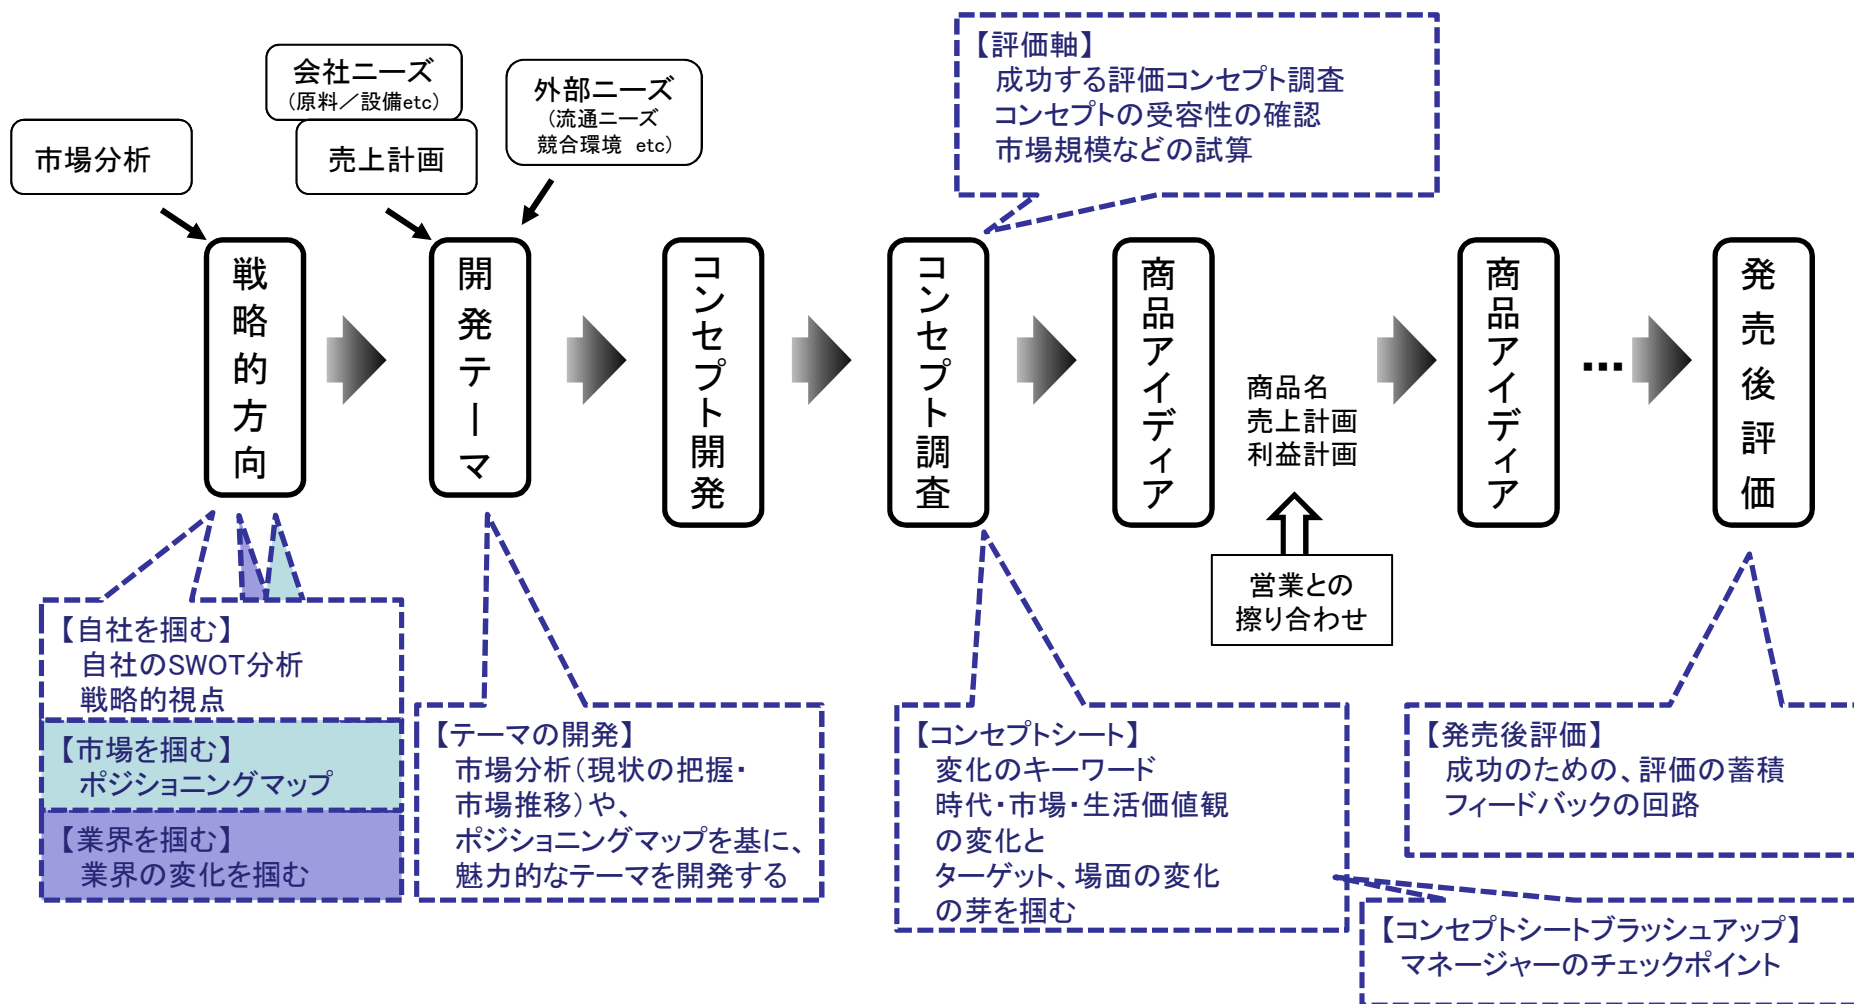 会社ニーズ
(原料／設備etc)
外部ニーズ
(流通ニーズ
競合環境 etc)
市場分析
売上計画
【評価軸】
成功する評価コンセプト調査
コンセプトの受容性の確認
市場規模などの試算
戦略的方向
開発テーマ
コンセプト開発
コンセプト調査
商品アイディア
商品名
売上計画
利益計画
商品アイディア
…
発売後評価
営業との
擦り合わせ
【自社を掴む】
自社のSWOT分析
戦略的視点
【市場を掴む】
ポジショニングマップ
【業界を掴む】
業界の変化を掴む
【テーマの開発】
市場分析(現状の把握・
市場推移)や、
ポジショニングマップを基に、
魅力的なテーマを開発する
【コンセプトシート】
変化のキーワード
時代・市場・生活価値観
の変化と
ターゲット、場面の変化
の芽を掴む
【発売後評価】
成功のための、評価の蓄積
フィードバックの回路
【コンセプトシートブラッシュアップ】
マネージャーのチェックポイント